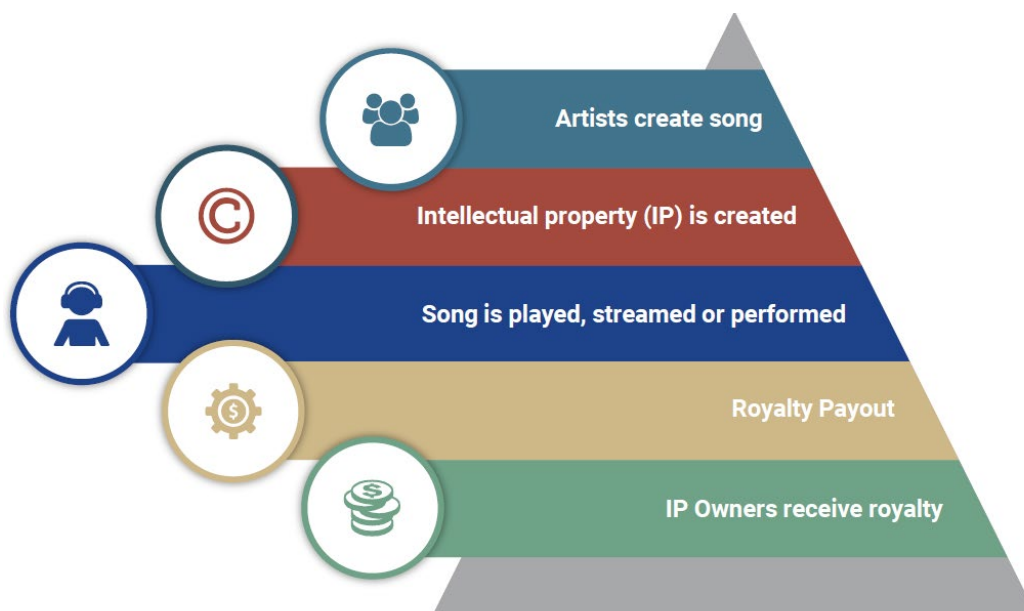 Artists create song
Intellectual property (IP) is created
Song is played, streamed or performed
Royalty Payout
IP Owners receive royalty